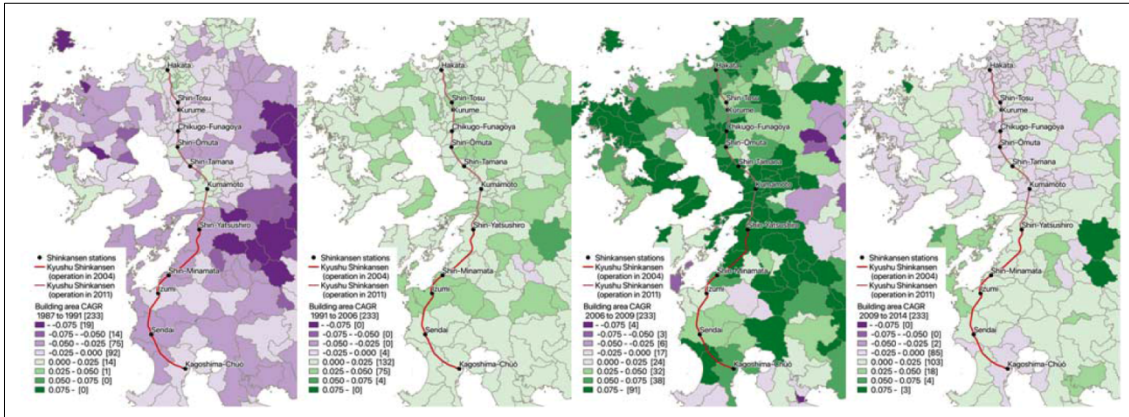 Hakata
Shin-Tosu
Kurume
Chikugo-Funagoya
Shin-Ōmuta
Shin-Tamana
Kumamoto
Shin-Yatsushiro
Shin-Minamata
Izumi
Sendai
Kagoshima-Chūō
Shinkansen stations
Kyushu Shinkansen
(operation in 2004)
Kyushu Shinkansen
(operation in 2011)
Building area CAGR
1987 to 1991 [233]
- -0.075 [19]
-0.075 - -0.050 [14]
-0.050 - -0.025 [75]
-0.025 - 0.000 [92]
0.000 - 0.025 [14]
0.025 - 0.050 [1]
0.050 - 0.075 [0]
0.075 - [0]
Hakata
Shin-Tosu
Kurume
Chikugo-Funagoya
Shin-Ōmuta
Shin-Tamana
Kumamoto
Shin-Yatsushiro
Shin-Minamata
Izumi
Sendai
Kagoshima-Chūō
Shinkansen stations
Kyushu Shinkansen
(operation in 2004)
Kyushu Shinkansen
(operation in 2011)
Building area CAGR
1991 to 2006 [233]
- -0.075 [0]
-0.075 - -0.050 [0]
-0.050 - -0.025 [0]
-0.025 - 0.000 [4]
0.000 - 0.025 [132]
0.025 - 0.050 [75]
0.050 - 0.075 [4]
0.075 - [0]
Hakata
Shin-Tosu
Kurume
Chikugo-Funagoya
Shin-Ōmuta
Shin-Tamana
Kumamoto
Shin-Yatsushiro
Shin-Minamata
Izumi
Sendai
Kagoshima-Chūō
Shinkansen stations
Kyushu Shinkansen
(operation in 2004)
Kyushu Shinkansen
(operation in 2011)
Building area CAGR
2006 to 2009 [233]
- -0.075 [4]
-0.075 - -0.050 [3]
-0.050 - -0.025 [6]
-0.025 - 0.000 [17]
0.000 - 0.025 [24]
0.025 - 0.050 [32]
0.050 - 0.075 [38]
0.075 - [91]
Hakata
Shin-Tosu
Kurume
Chikugo-Funagoya
Shin-Ōmuta
Shin-Tamana
Kumamoto
Shin-Yatsushiro
Shin-Minamata
Izumi
Sendai
Kagoshima-Chūō
Shinkansen stations
Kyushu Shinkansen
(operation in 2004)
Kyushu Shinkansen
(operation in 2011)
Building area CAGR
2009 to 2014 [233]
- -0.075 [0]
-0.075 - -0.050 [0]
-0.050 - -0.025 [2]
-0.025 - 0.000 [85]
0.000 - 0.025 [103]
0.025 - 0.050 [18]
0.050 - 0.075 [4]
0.075 - [3]